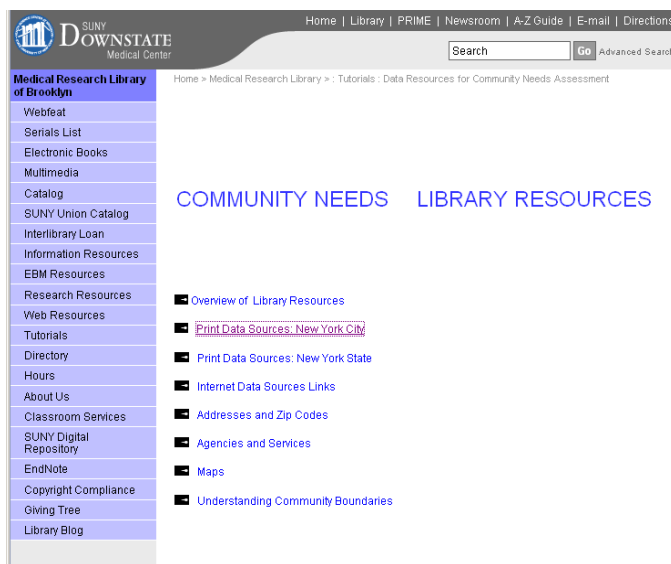 SUNY
DOWNSTATE
Medical Center
Home | Library | PRIME | Newsroom | A-Z Guide | E-mail | Directions
Search Go Advanced Search
Medical Research Library
of Brooklyn
Home > Medical Research Library > : Tutorials : Data Resources for Community Needs Assessment
Webfeat
Serials List
Electronic Books
Multimedia
Catalog
SUNY Union Catalog
Interlibrary Loan
Information Resources
EBM Resources
Research Resources
Web Resources
Tutorials
Directory
Hours
About Us
Classroom Services
SUNY Digital
Repository
EndNote
Copyright Compliance
Giving Tree
Library Blog
COMMUNITY NEEDS LIBRARY RESOURCES
Overview of Library Resources
Print Data Sources: New York City
Print Data Sources: New York State
Internet Data Sources Links
Addresses and Zip Codes
Agencies and Services
Maps
Understanding Community Boundaries